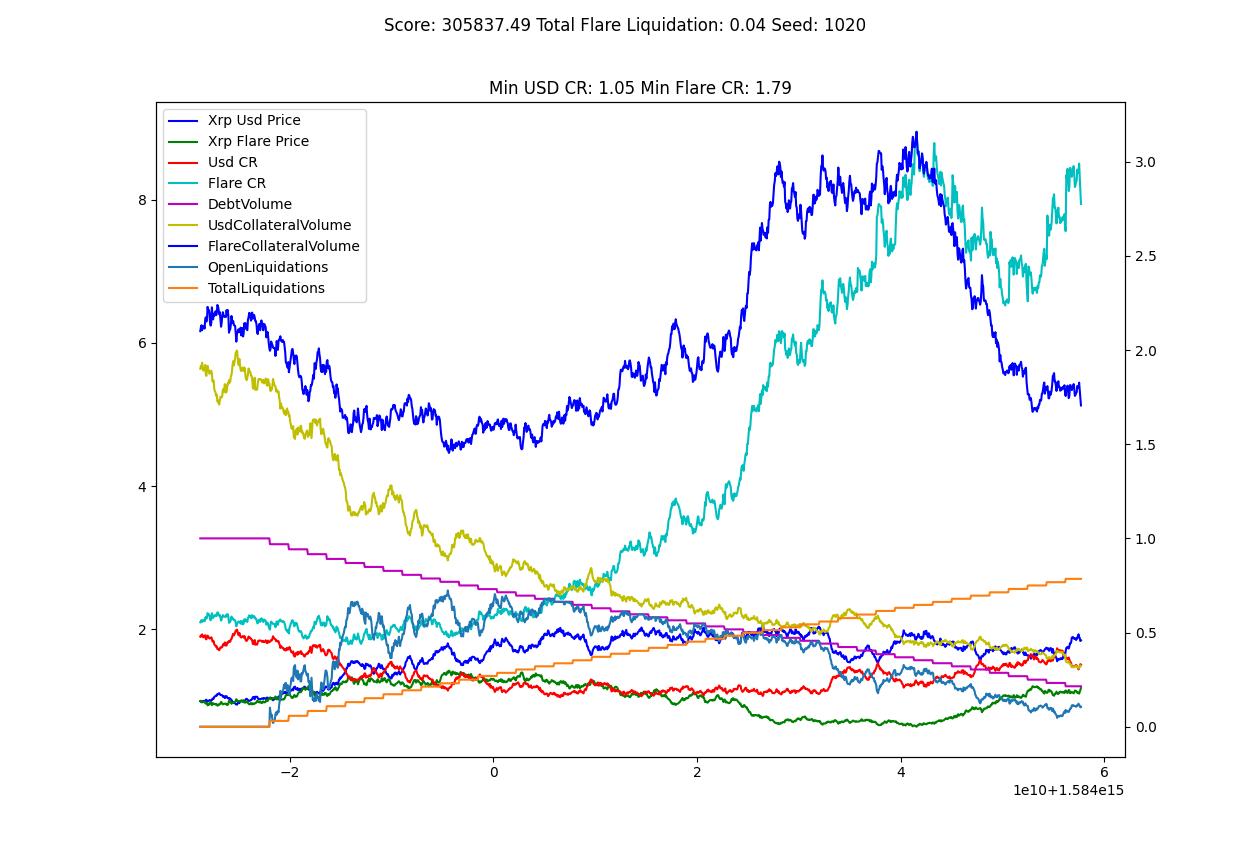 Score: 305837.49 Total Flare Liquidation: 0.04 Seed: 1020
Min USD CR: 1.05 Min Flare CR: 1.79
Xrp Usd Price
Xrp Flare Price
Usd CR
Flare CR
DebtVolume
UsdCollateralVolume
FlareCollateralVolume
OpenLiquidations
TotalLiquidations
8
6
4
2
3.0
2.5
2.0
1.5
1.0
0.5
0.0
−2 0 2 4 6
1e10+1.584e15